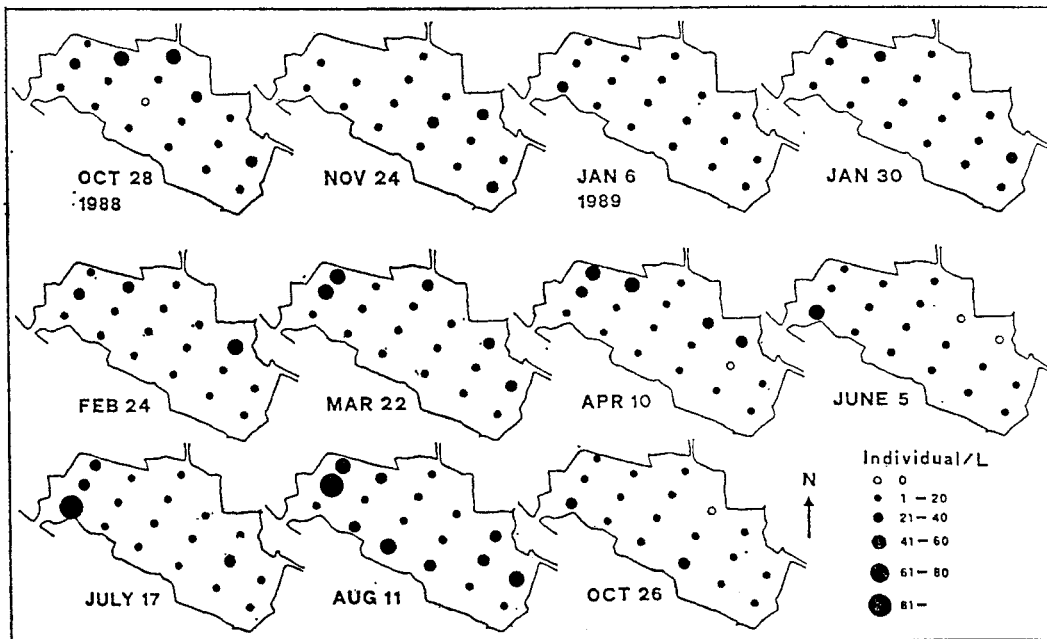 OCT 28
1988
NOV 24
JAN 6
1989
JAN 30
FEB 24
MAR 22
APR 10
JUNE 5
JULY 17
AUG 11
OCT 26
N
Individual/L
0
1 – 20
21 – 40
41 – 60
61 – 80
81 –